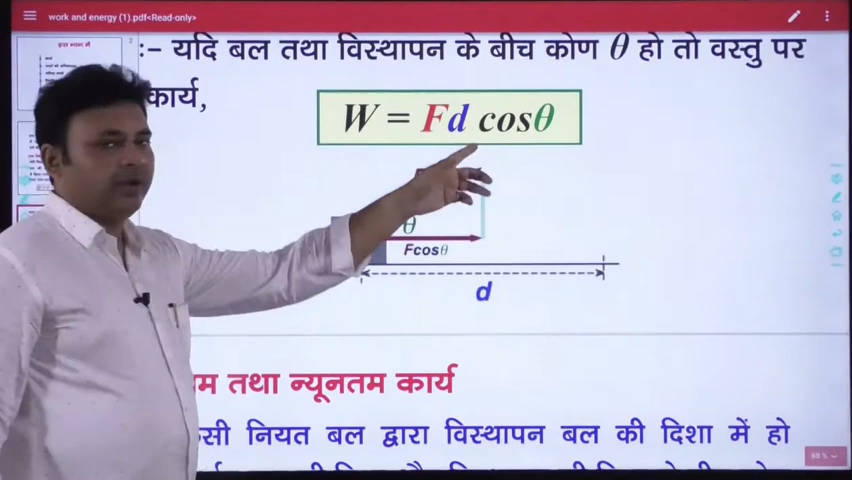 work and energy (1).pdf<Read-only>
:– यदि बल तथा विस्थापन के बीच कोण θ हो तो वस्तु पर
कार्य,
W = Fd cosθ
θ
Fcosθ
d
तथा न्यूनतम कार्य
नियत बल द्वारा विस्थापन बल की दिशा में हो